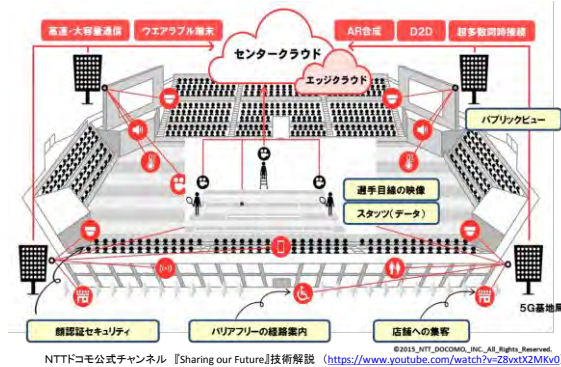 高速・大容量通信
ウエアラブル端末
AR合成
D2D
超多数同時接続
センタークラウド
エッジクラウド
パブリックビュー
選手目線の映像
スタッツ(データ)
5G基地局
顔認証セキュリティ
バリアフリーの経路案内
店舗への集客
©2015_NTT_DOCOMO,_INC._All_Rights_Reserved.
NTTドコモ公式チャンネル 『Sharing our Future』技術解説 (https://www.youtube.com/watch?v=Z8vxtX2MKv0